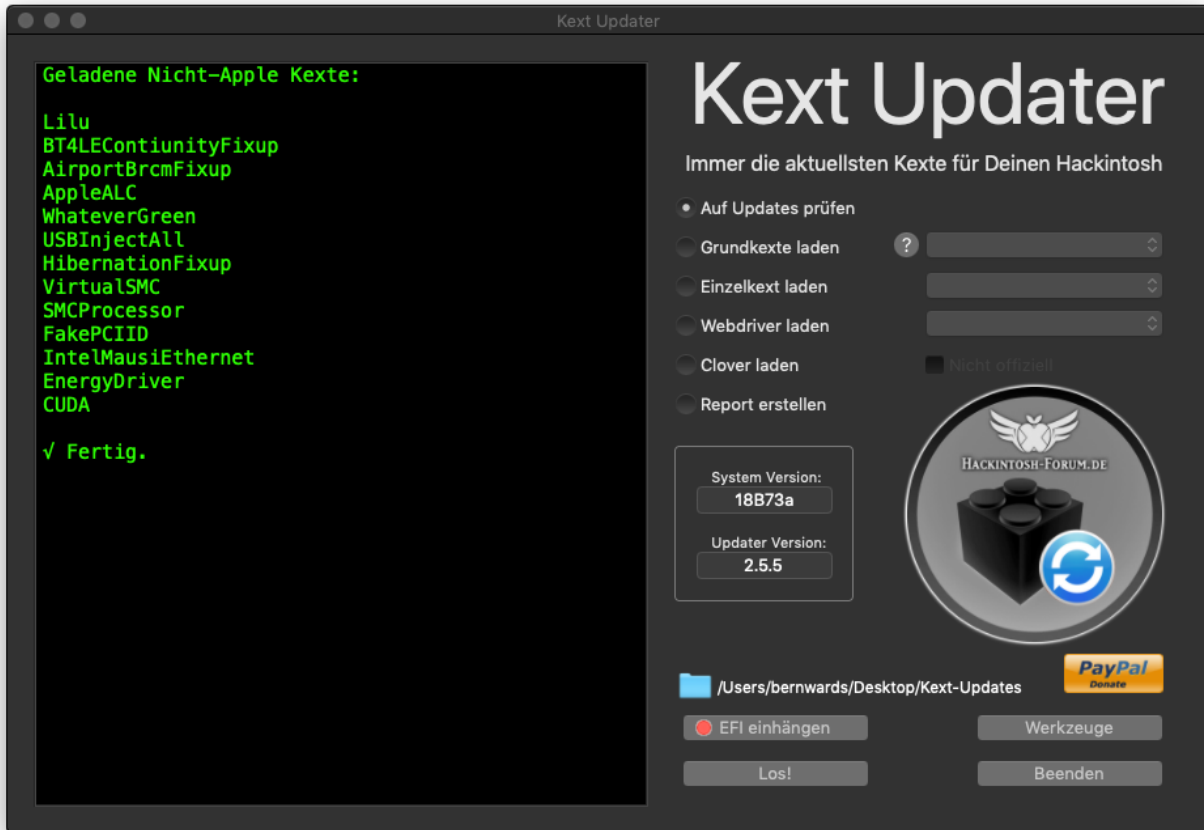 Kext Updater
Geladene Nicht-Apple Kexte:
Lilu
BT4LEContiunityFixup
AirportBrcmFixup
AppleALC
WhateverGreen
USBInjectAll
HibernationFixup
VirtualSMC
SMCProcessor
FakePCIID
IntelMausiEthernet
EnergyDriver
CUDA
√ Fertig.
Kext Updater
Immer die aktuellsten Kexte für Deinen Hackintosh
Auf Updates prüfen
Grundkexte laden ?
Einzelkext laden
Webdriver laden
Clover laden Nicht offiziell
Report erstellen
System Version:
18B73a
Updater Version:
2.5.5
HACKINTOSH-FORUM.DE
/Users/bernwards/Desktop/Kext-Updates
PayPal
Donate
EFI einhängen
Werkzeuge
Los!
Beenden